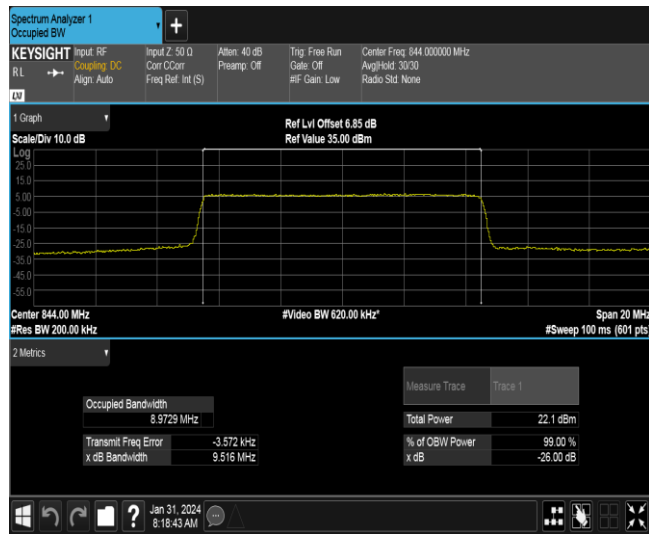 Spectrum Analyzer 1
Occupied BW
+
KEYSIGHT
RL
LXI
Input: RF
Coupling: DC
Align: Auto
Input Z: 50 Ω
Corr CCorr
Freq Ref: Int (S)
Atten: 40 dB
Preamp: Off
Trig: Free Run
Gate: Off
#IF Gain: Low
Center Freq: 844.000000 MHz
Avg|Hold: 30/30
Radio Std: None
1 Graph
Scale/Div 10.0 dB
Ref Lvl Offset 6.85 dB
Ref Value 35.00 dBm
Log
25.0
15.0
5.00
-5.00
-15.0
-25.0
-35.0
-45.0
-55.0
Center 844.00 MHz
#Res BW 200.00 kHz
#Video BW 620.00 kHz*
Span 20 MHz
#Sweep 100 ms (601 pts)
2 Metrics
Measure Trace Trace 1
Occupied Bandwidth
8.9729 MHz
Total Power 22.1 dBm
Transmit Freq Error -3.572 kHz
% of OBW Power 99.00 %
x dB Bandwidth 9.516 MHz
x dB -26.00 dB
?
Jan 31, 2024
8:18:43 AM